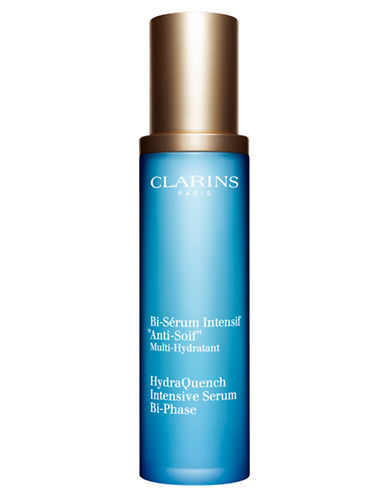 CLARINS
PARIS
Bi-Sérum Intensif
"Anti-Soif"
Multi-Hydratant
HydraQuench
Intensive Serum
Bi-Phase